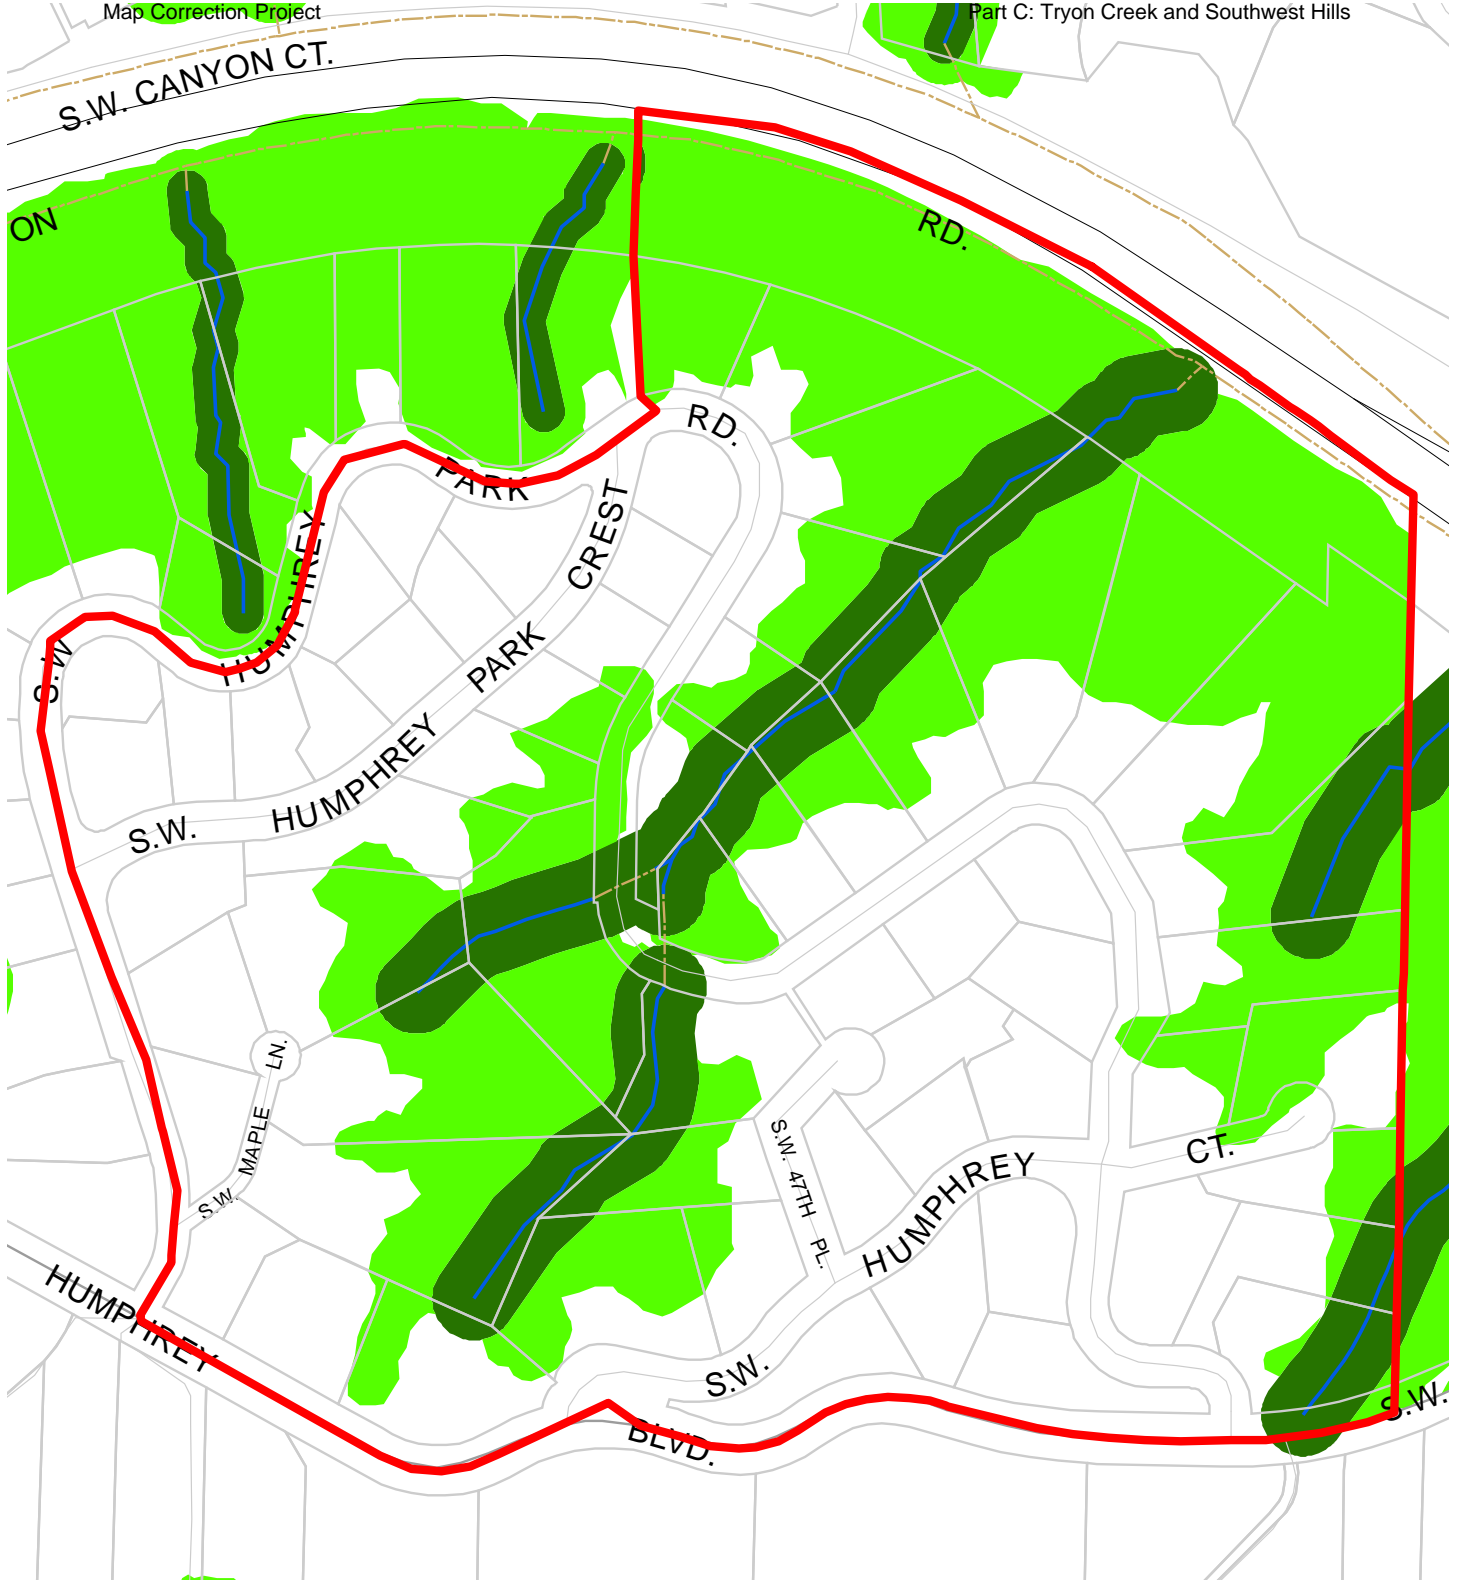 Map Correction Project
Part C: Tryon Creek and Southwest Hills
S.W. CANYON CT.
ON
RD.
RD.
PARK
CREST
HUMPHREY
S.W
HUMPHREY
PARK
HUMPHREY
S.W.
LN.
MAPLE
S.W.
S.W. 47TH PL.
CT.
HUMPHREY
HUMPHREY
S.W.
S.W.
BLVD.